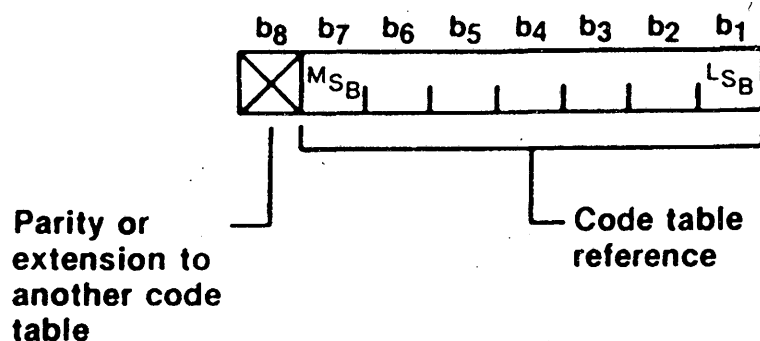 b8 b7 b6 b5 b4 b3 b2 b1
MSB LSB
Parity or
extension to
another code
table
Code table
reference